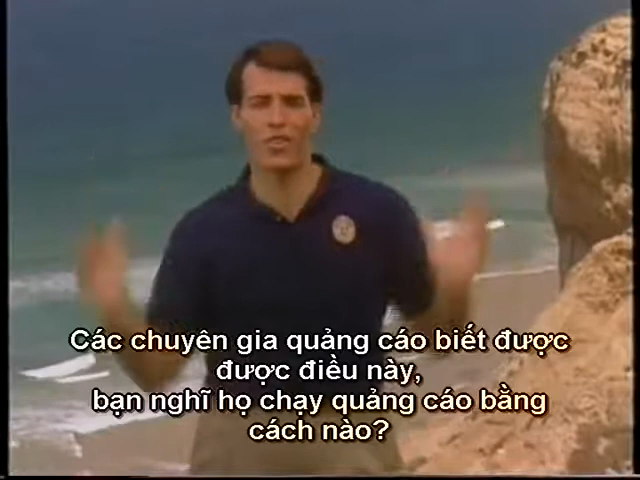 Các chuyên gia quảng cáo biết được
được điều này,
bạn nghĩ họ chạy quảng cáo bằng
cách nào?